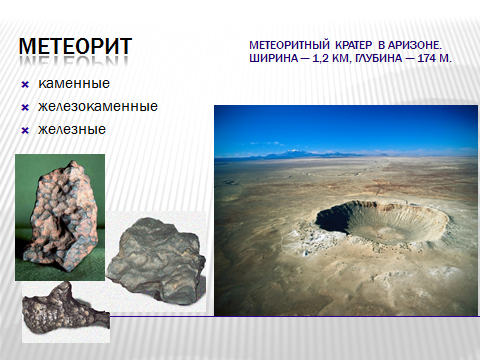 МЕТЕОРИТ
МЕТЕОРИТНЫЙ КРАТЕР В АРИЗОНЕ.
ШИРИНА — 1,2 КМ, ГЛУБИНА — 174 М.
каменные
железокаменные
железные